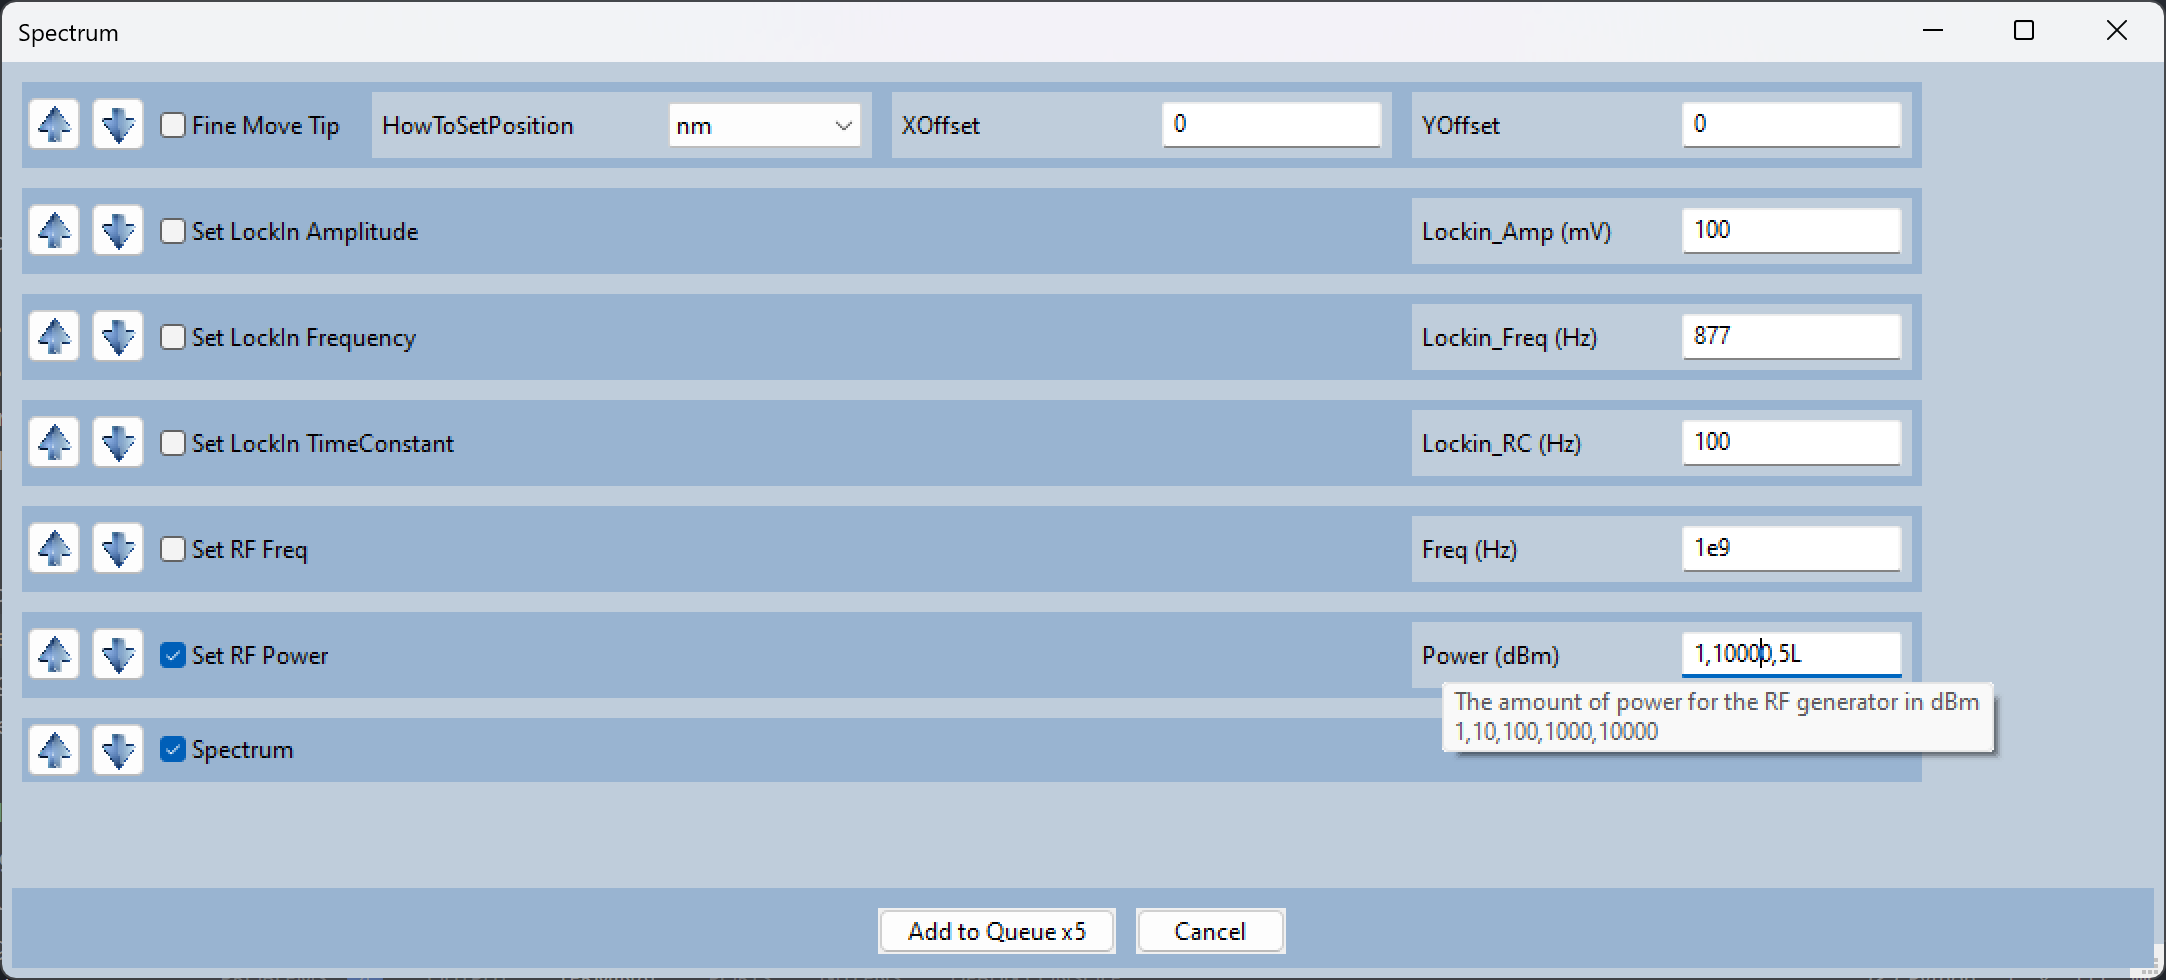 Spectrum
Fine Move Tip HowToSetPosition nm XOffset 0 YOffset 0
Set LockIn Amplitude Lockin_Amp (mV) 100
Set LockIn Frequency Lockin_Freq (Hz) 877
Set LockIn TimeConstant Lockin_RC (Hz) 100
Set RF Freq Freq (Hz) 1e9
Set RF Power Power (dBm) 1,10000,5L
The amount of power for the RF generator in dBm
1,10,100,1000,10000
Spectrum
Add to Queue x5 Cancel